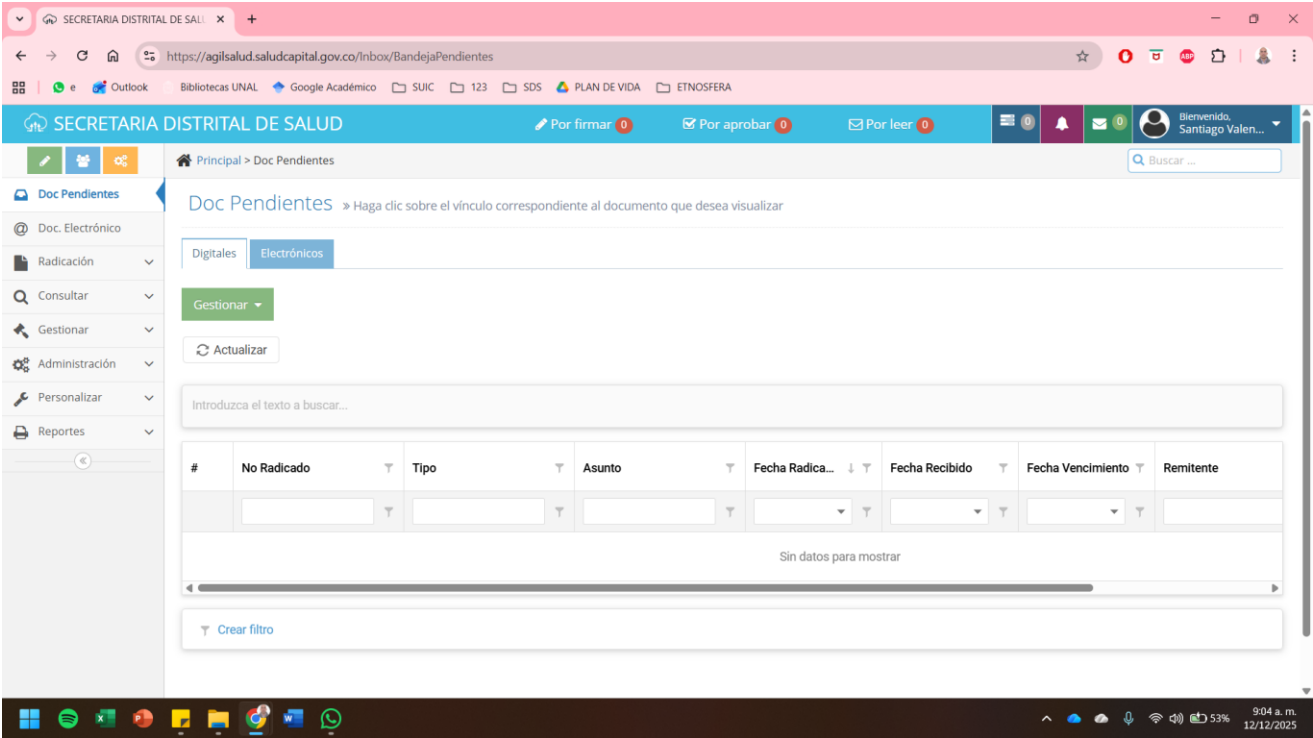 SECRETARIA DISTRITAL DE SAL
https://agilsalud.saludcapital.gov.co/Inbox/BandejaPendientes
e Outlook Bibliotecas UNAL Google Académico SUIC 123 SDS PLAN DE VIDA ETNOSFERA
SECRETARIA DISTRITAL DE SALUD Por firmar 0 Por aprobar 0 Por leer 0 0 0 Bienvenido,
Santiago Valen...
Principal > Doc Pendientes Buscar ...
Doc Pendientes
Doc. Electrónico
Radicación
Consultar
Gestionar
Administración
Personalizar
Reportes
Doc Pendientes » Haga clic sobre el vínculo correspondiente al documento que desea visualizar
Digitales Electrónicos
Gestionar
Actualizar
Introduzca el texto a buscar...
# No Radicado Tipo Asunto Fecha Radica... Fecha Recibido Fecha Vencimiento Remitente
Sin datos para mostrar
Crear filtro
53% 9:04 a. m.
12/12/2025